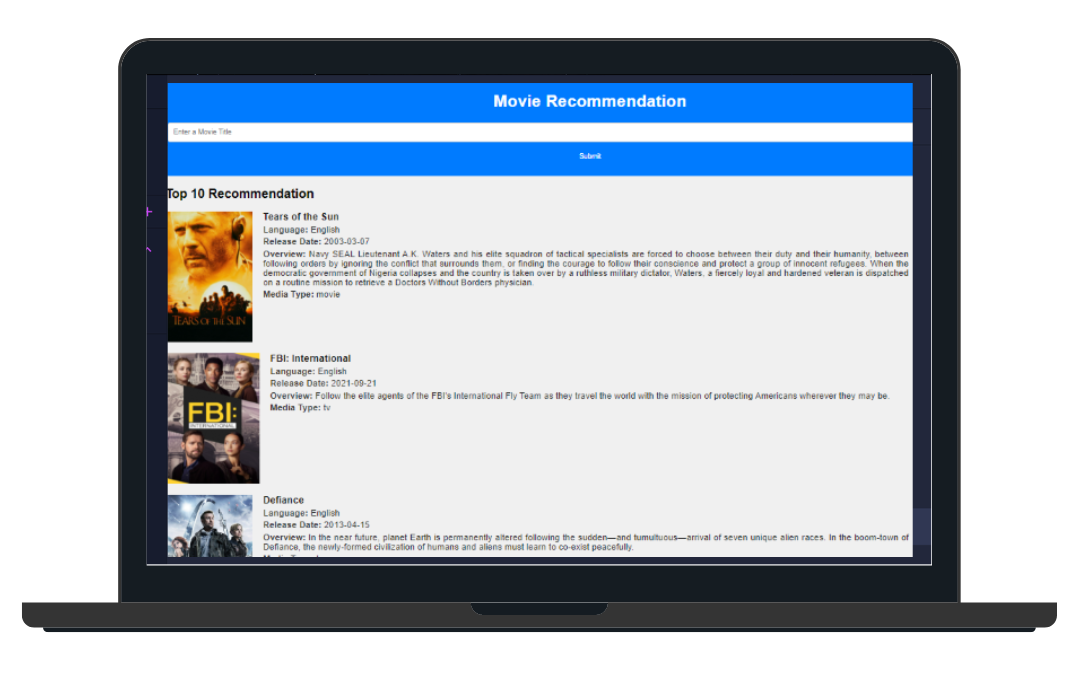 Movie Recommendation
Enter a Movie Title
Submit
Top 10 Recommendation
TEARS OF THE SUN
Tears of the Sun
Language: English
Release Date: 2003-03-07
Overview: Navy SEAL Lieutenant A.K. Waters and his elite squadron of tactical specialists are forced to choose between their duty and their humanity, between
following orders by ignoring the conflict that surrounds them, or finding the courage to follow their conscience and protect a group of innocent refugees. When the
democratic government of Nigeria collapses and the country is taken over by a ruthless military dictator, Waters, a fiercely loyal and hardened veteran is dispatched
on a routine mission to retrieve a Doctors Without Borders physician.
Media Type: movie
FBI:
INTERNATIONAL
FBI: International
Language: English
Release Date: 2021-09-21
Overview: Follow the elite agents of the FBI's International Fly Team as they travel the world with the mission of protecting Americans wherever they may be.
Media Type: tv
Defiance
Language: English
Release Date: 2013-04-15
Overview: In the near future, planet Earth is permanently altered following the sudden—and tumultuous—arrival of seven unique alien races. In the boom-town of
Defiance, the newly-formed civilization of humans and aliens must learn to co-exist peacefully.